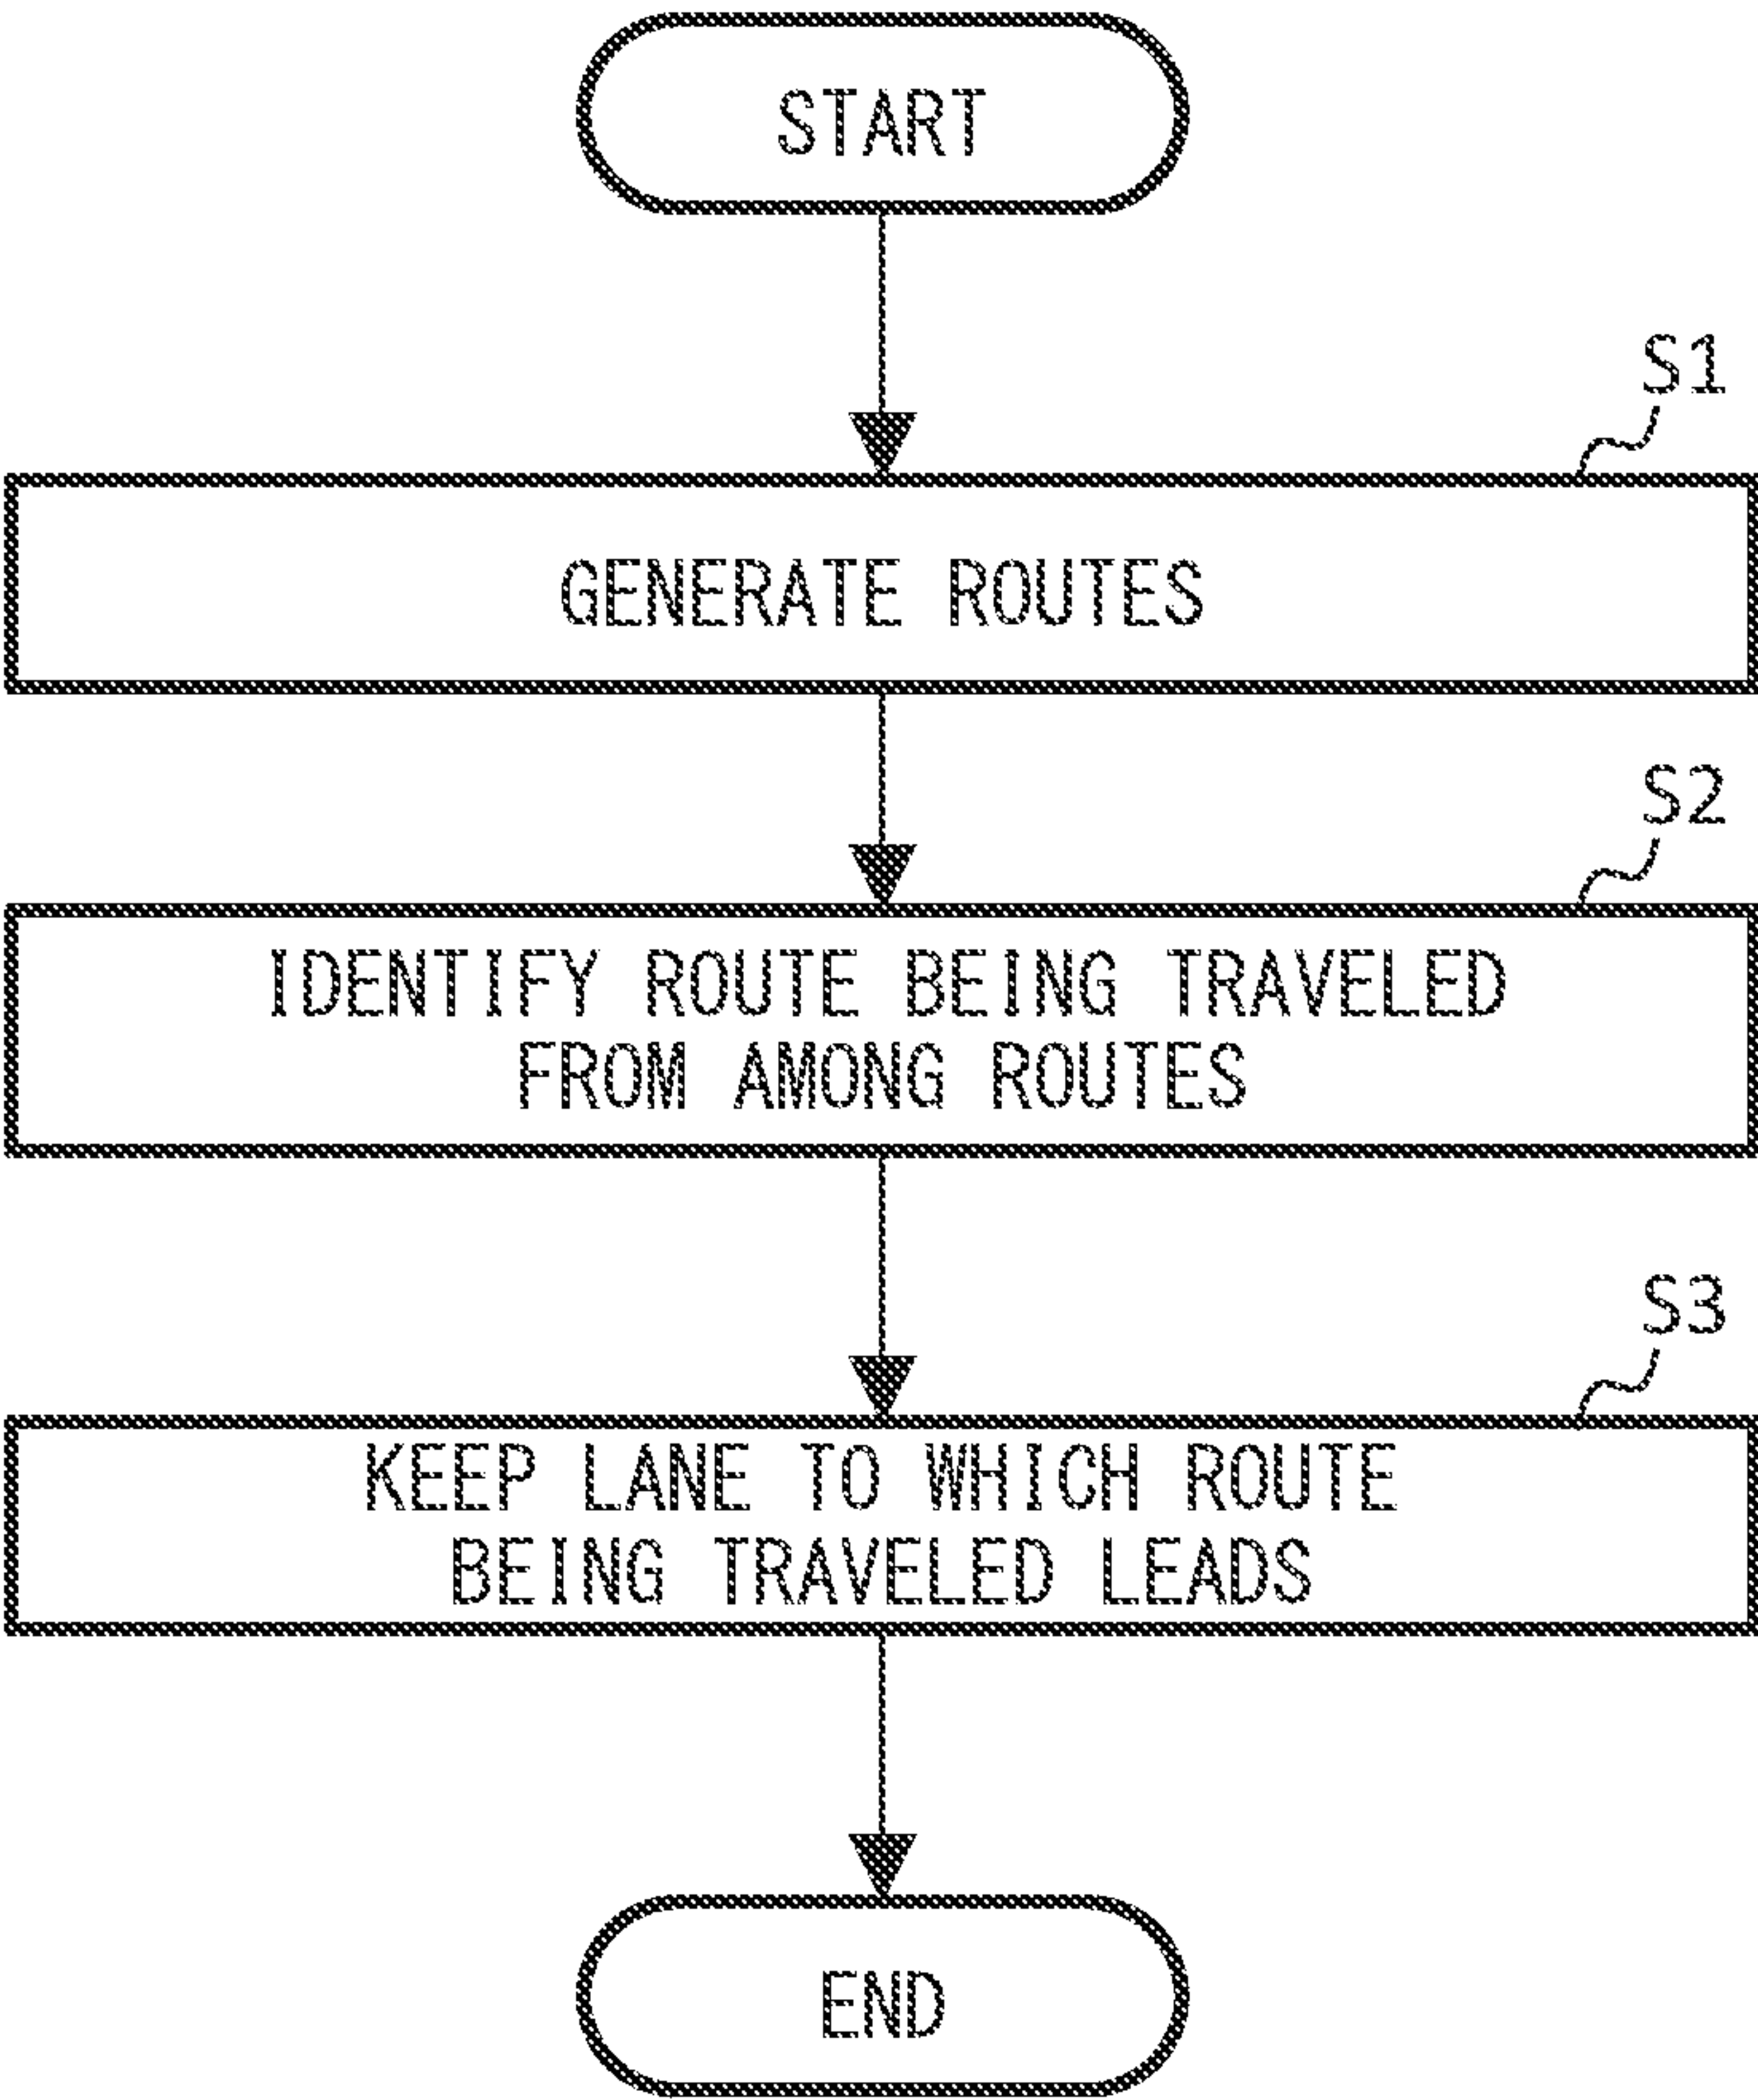 START
S1
GENERATE ROUTES
S2
IDENTIFY ROUTE BEING TRAVELED
FROM AMONG ROUTES
S3
KEEP LANE TO WHICH ROUTE
BEING TRAVELED LEADS
END